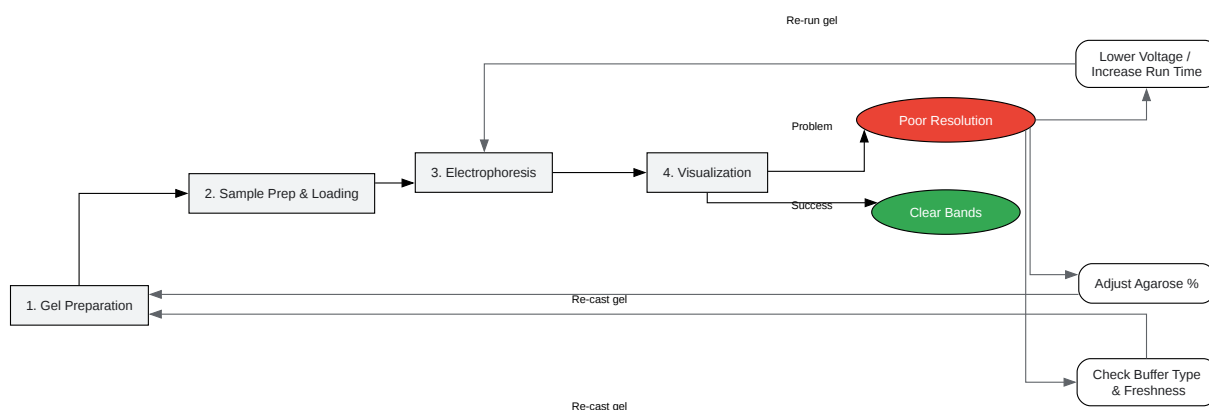 Re-run gel
Lower Voltage /
Increase Run Time
Poor Resolution
Problem
3. Electrophoresis
4. Visualization
2. Sample Prep & Loading
Success
Clear Bands
Adjust Agarose %
1. Gel Preparation
Re-cast gel
Check Buffer Type
& Freshness
Re-cast gel